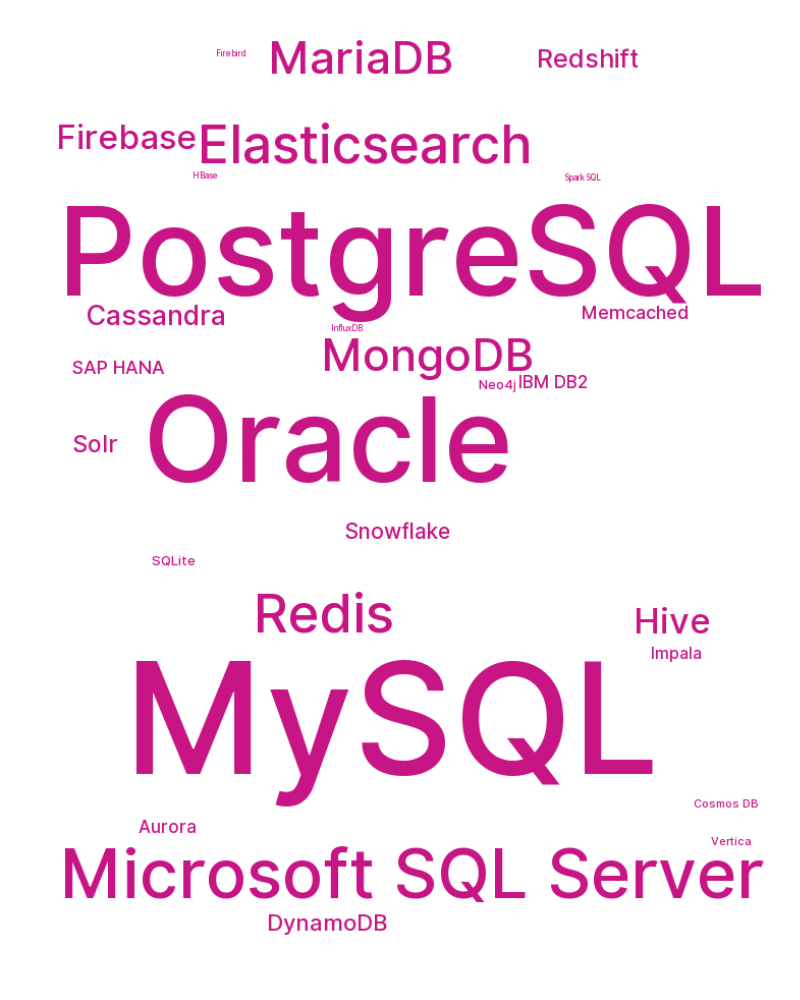 Firebird
MariaDB
Redshift
Firebase
Elasticsearch
HBase
Spark SQL
PostgreSQL
Cassandra
Memcached
InfluxDB
MongoDB
SAP HANA
Neo4j
IBM DB2
Oracle
Solr
Snowflake
SQLite
Redis
Hive
Impala
MySQL
Cosmos DB
Aurora
Vertica
Microsoft SQL Server
DynamoDB